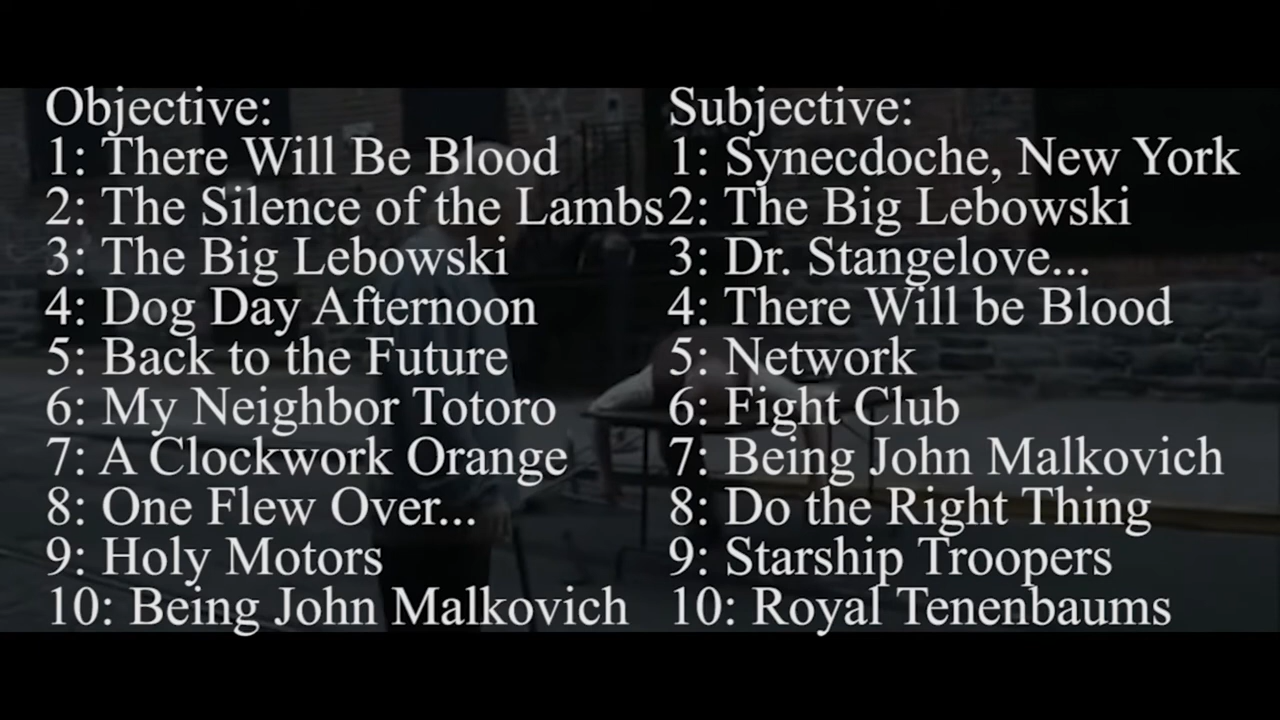 Objective:
1: There Will Be Blood
2: The Silence of the Lambs
3: The Big Lebowski
4: Dog Day Afternoon
5: Back to the Future
6: My Neighbor Totoro
7: A Clockwork Orange
8: One Flew Over...
9: Holy Motors
10: Being John Malkovich
Subjective:
1: Synecdoche, New York
2: The Big Lebowski
3: Dr. Stangelove...
4: There Will be Blood
5: Network
6: Fight Club
7: Being John Malkovich
8: Do the Right Thing
9: Starship Troopers
10: Royal Tenenbaums